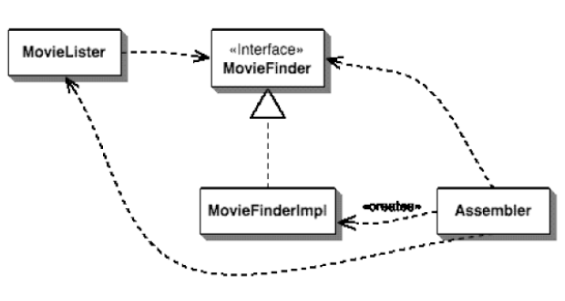 MovieLister
«Interface»
MovieFinder
MovieFinderImpl
«creates»
Assembler